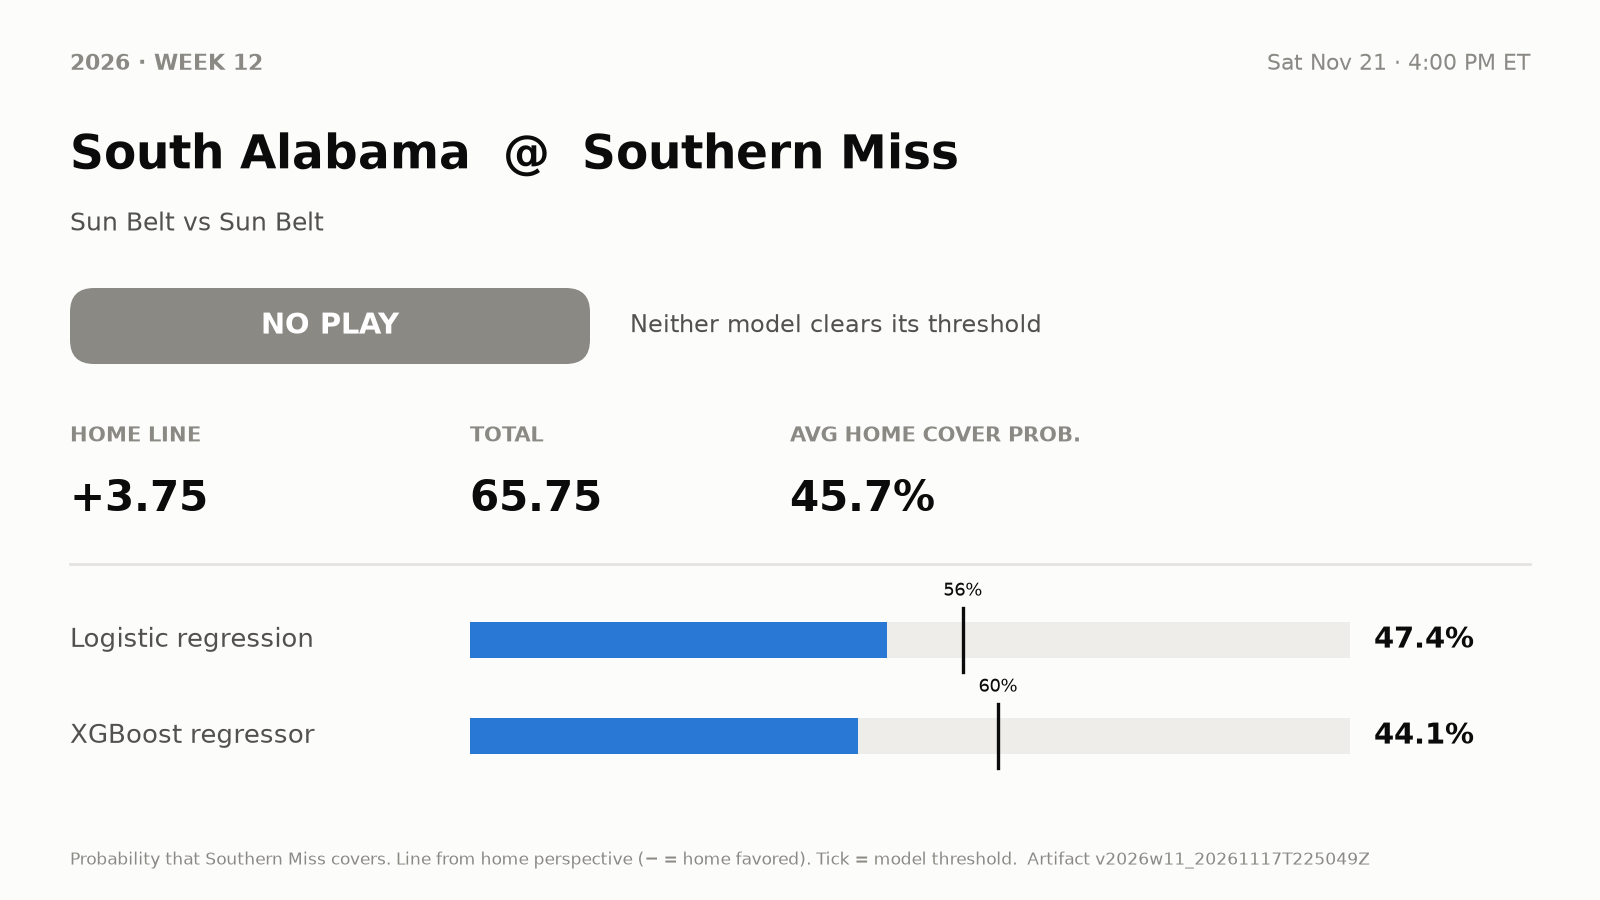 2026 · WEEK 12
Sat Nov 21 · 4:00 PM ET
South Alabama @ Southern Miss
Sun Belt vs Sun Belt
NO PLAY
Neither model clears its threshold
HOME LINE
TOTAL
AVG HOME COVER PROB.
+3.75
65.75
45.7%
56%
Logistic regression
47.4%
60%
XGBoost regressor
44.1%
Probability that Southern Miss covers. Line from home perspective (− = home favored). Tick = model threshold. Artifact v2026w11_20261117T225049Z